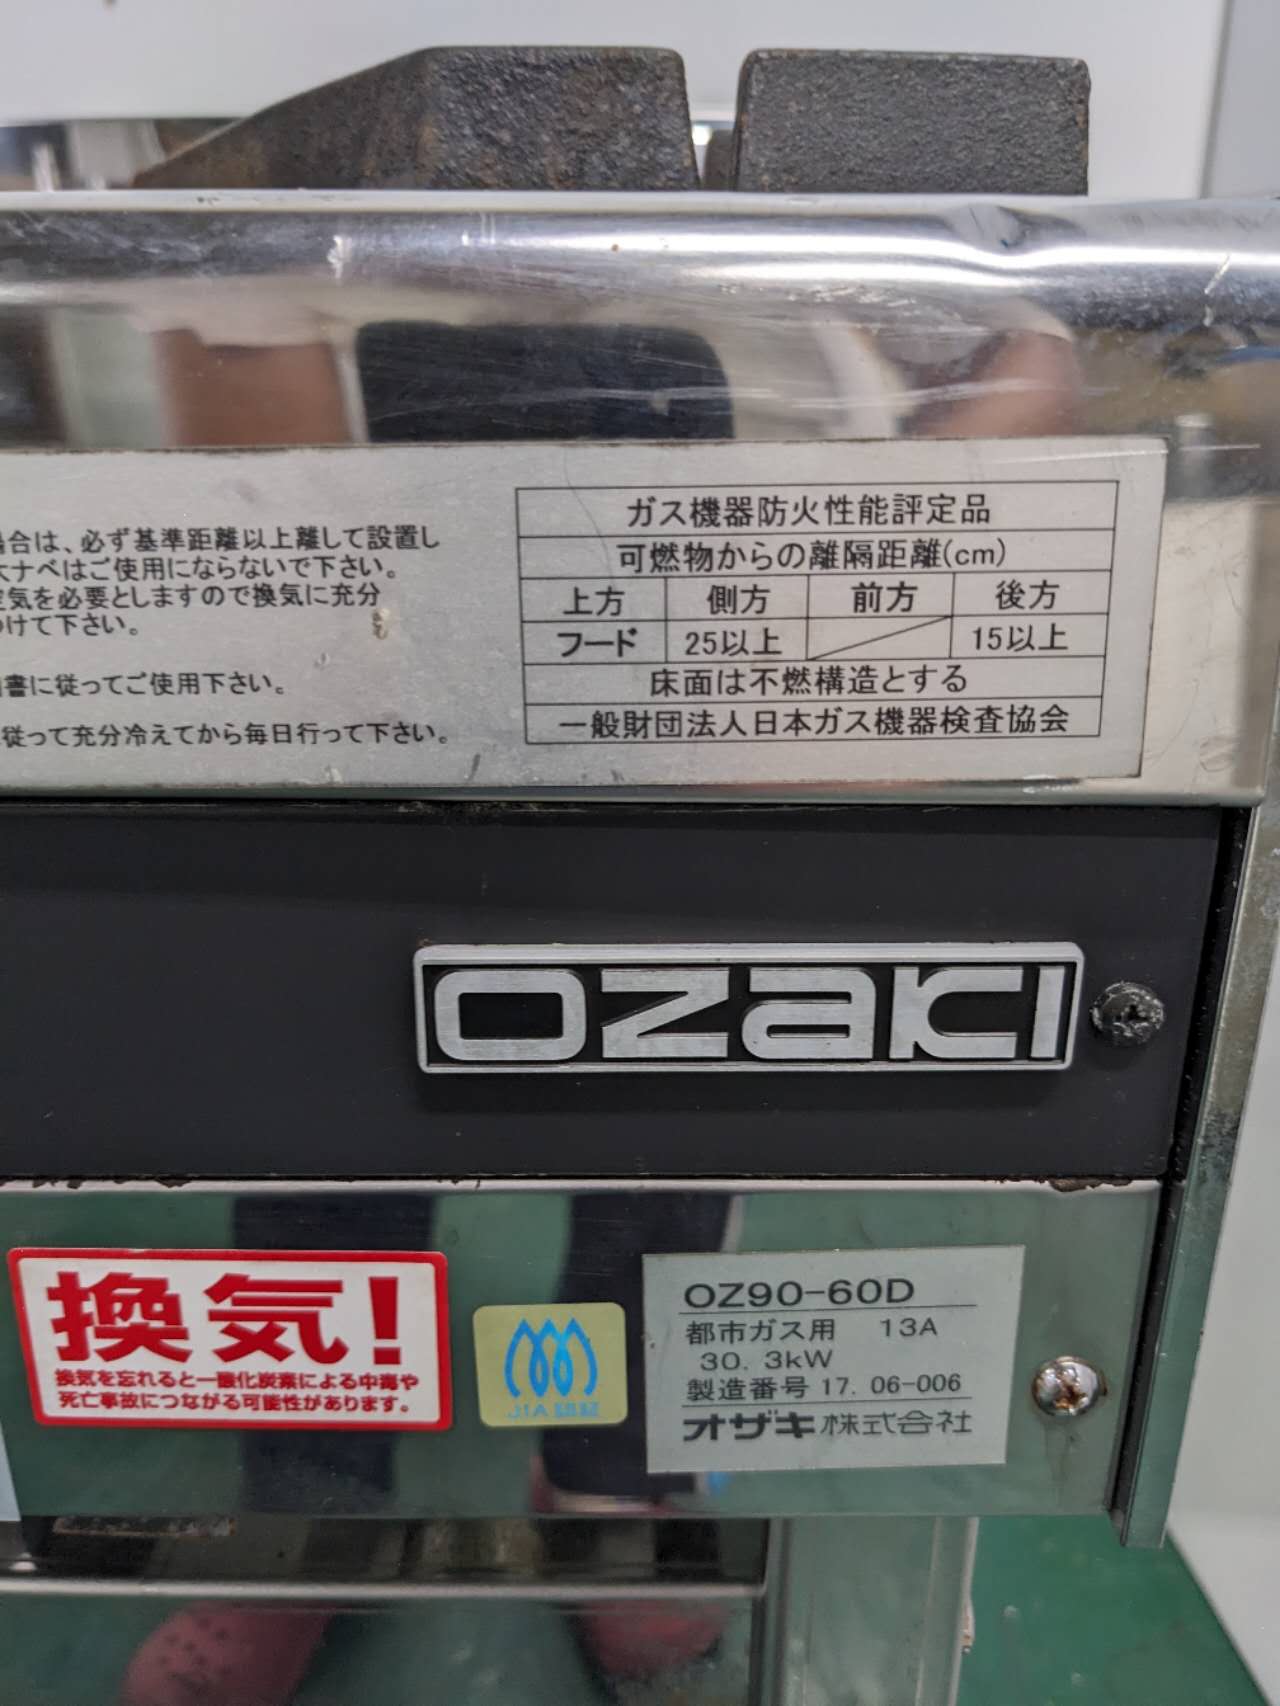 場合は、必ず基準距離以上離して設置し
大ナベはご使用にならないで下さい。
空気を必要としますので換気に充分
つけて下さい。
書に従ってご使用下さい。
従って充分冷えてから毎日行って下さい。
ガス機器防火性能評定品
可燃物からの離隔距離(cm)
上方 側方 前方 後方
フード 25以上 15以上
床面は不燃構造とする
一般財団法人日本ガス機器検査協会
OZAKI
換気!
換気を忘れると一酸化炭素による中毒や
死亡事故につながる可能性があります。
JIA 認証
OZ90-60D
都市ガス用 13A
30. 3kW
製造番号 17. 06-006
オザキ株式会社